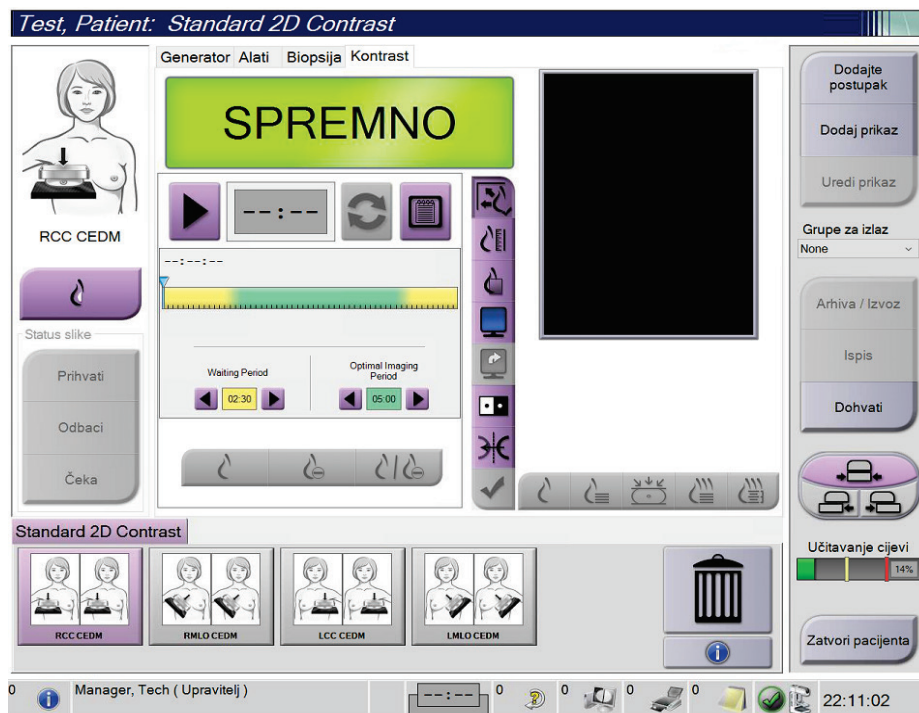 Test, Patient: Standard 2D Contrast
Generator Alati Biopsija Kontrast
SPREMNO
RCC CEDM
Status slike
Prihvati
Odbaci
Čeka
--:--
--:--:--
Waiting Period
02:30
Optimal Imaging
Period
05:00
Dodajte
postupak
Dodaj prikaz
Uredi prikaz
Grupe za izlaz
None
Arhiva / Izvoz
Ispis
Dohvati
Učitavanje cijevi
14%
Zatvori pacijenta
Standard 2D Contrast
RCC CEDM
RMLO CEDM
LCC CEDM
LMLO CEDM
0 Manager, Tech ( Upravitelj ) --:-- 0 0 0 0 22:11:02